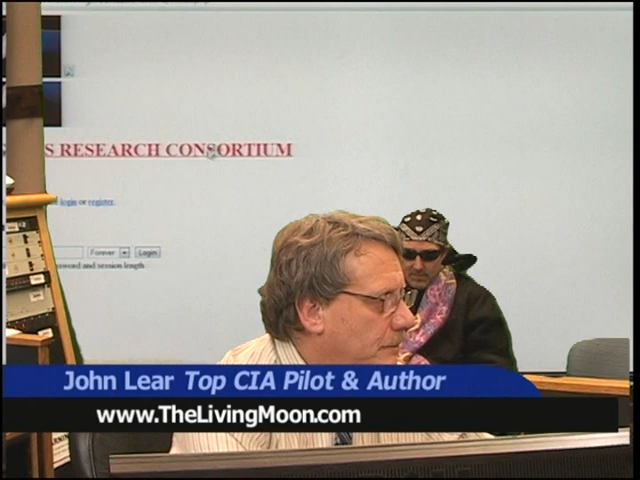 S RESEARCH CONSORTIUM
login or register.
Forever Login
password and session length
John Lear Top CIA Pilot & Author
www.TheLivingMoon.com